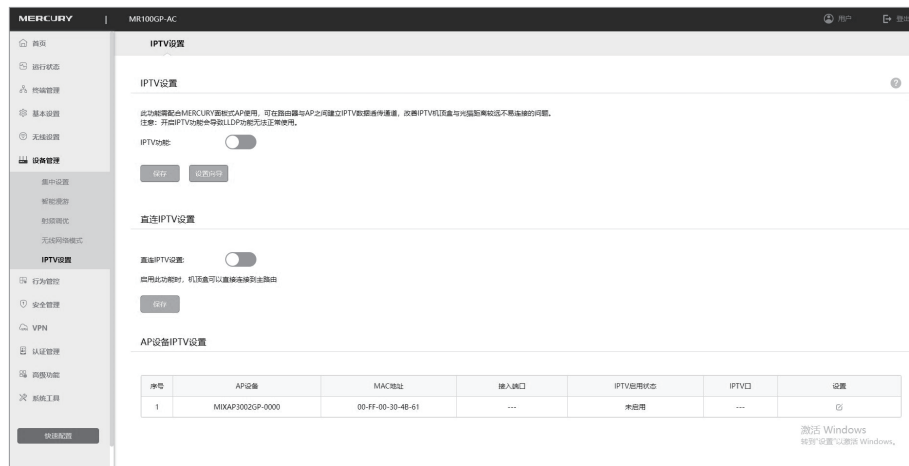 MERCURY | MR100GP-AC 用户 登出
首页
运行状态
终端管理
基本设置
无线设置
设备管理
集中设置
智能漫游
射频调优
无线网络模式
IPTV设置
行为管控
安全管理
VPN
认证管理
高级功能
系统工具
快速配置
IPTV设置
IPTV设置
此功能需配合MERCURY面板式AP使用，可在路由器与AP之间建立IPTV数据透传通道，改善IPTV机顶盒与光猫距离较远不易连接的问题。
注意：开启IPTV功能会导致LLDP功能无法正常使用。
IPTV功能:
保存 设置向导
直连IPTV设置
直连IPTV设置:
启用此功能时，机顶盒可以直接连接到主路由
保存
AP设备IPTV设置
序号 AP设备 MAC地址 接入端口 IPTV启用状态 IPTV口 设置
1 MIXAP3002GP-0000 00-FF-00-30-4B-61 --- 未启用 ---
激活 Windows
转到"设置"以激活 Windows。